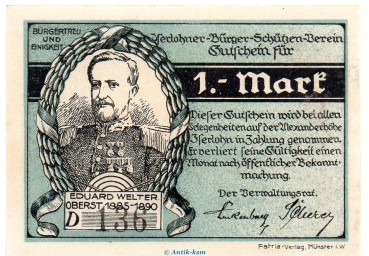 BÜRGERTREU
UND
EINIGKEIT
Iserlohner-Bürger-Schützen-Verein
Gutschein für
1.- Mark
Dieser Gutschein wird bei allen
Gelegenheiten auf der Alexanderhöhe
Iserlohn in Zahlung genommen.
Er verliert seine Gültigkeit einen
Monat nach öffentlicher Bekannt-
machung.
Der Verwaltungsrat.
EDUARD WELTER
OBERST 1885-1890
D 136
Patria-Verlag, Münster i.W
© Antik-ksm